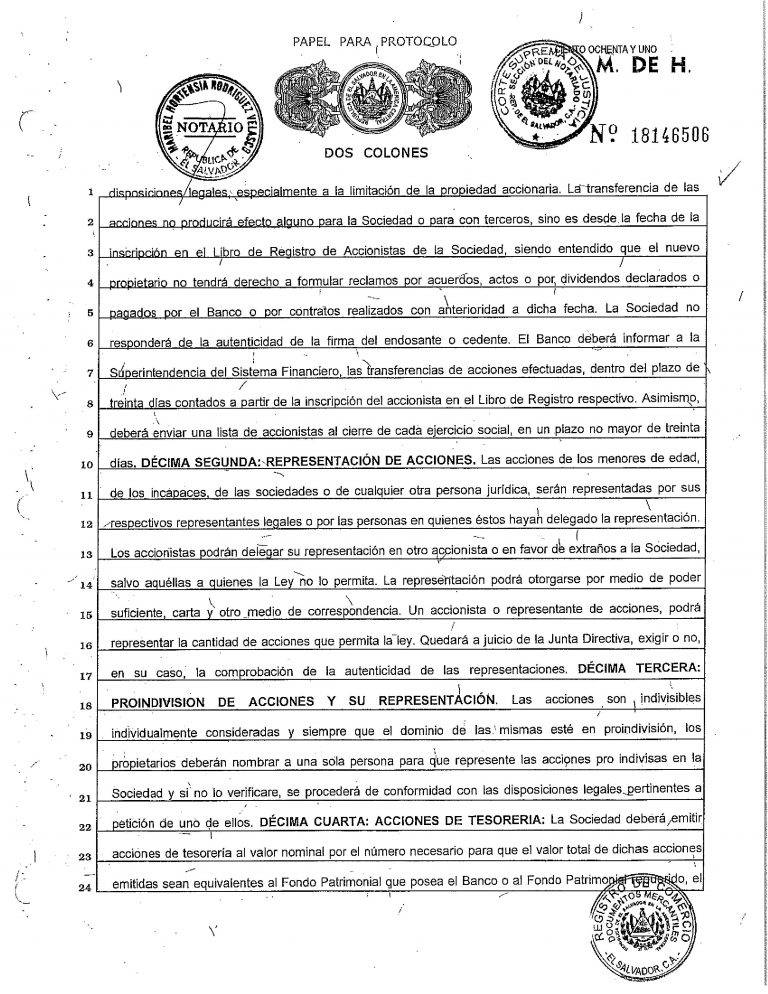 PAPEL PARA PROTOCOLO
DOS COLONES
MARIBEL HORTENSIA RODRIGUEZ VELASCO
NOTARIO
REPUBLICA DE EL SALVADOR
CORTE SUPREMA DE JUSTICIA
SECCIÓN DEL NOTARIADO
EL SALVADOR, C.A.
OCHENTA Y UNO
M. DE H.
Nº 18146506
1 disposiciones legales, especialmente a la limitación de la propiedad accionaria. La transferencia de las
2 acciones no producirá efecto alguno para la Sociedad o para con terceros, sino es desde la fecha de la
3 inscripción en el Libro de Registro de Accionistas de la Sociedad, siendo entendido que el nuevo
4 propietario no tendrá derecho a formular reclamos por acuerdos, actos o por dividendos declarados o
5 pagados por el Banco o por contratos realizados con anterioridad a dicha fecha. La Sociedad no
6 responderá de la autenticidad de la firma del endosante o cedente. El Banco deberá informar a la
7 Superintendencia del Sistema Financiero, las transferencias de acciones efectuadas, dentro del plazo de
8 treinta días contados a partir de la inscripción del accionista en el Libro de Registro respectivo. Asimismo,
9 deberá enviar una lista de accionistas al cierre de cada ejercicio social, en un plazo no mayor de treinta
10 días. DÉCIMA SEGUNDA: REPRESENTACIÓN DE ACCIONES. Las acciones de los menores de edad,
11 de los incapaces, de las sociedades o de cualquier otra persona jurídica, serán representadas por sus
12 respectivos representantes legales o por las personas en quienes éstos hayan delegado la representación.
13 Los accionistas podrán delegar su representación en otro accionista o en favor de extraños a la Sociedad,
14 salvo aquéllas a quienes la Ley no lo permita. La representación podrá otorgarse por medio de poder
15 suficiente, carta y otro medio de correspondencia. Un accionista o representante de acciones, podrá
16 representar la cantidad de acciones que permita la ley. Quedará a juicio de la Junta Directiva, exigir o no,
17 en su caso, la comprobación de la autenticidad de las representaciones. DÉCIMA TERCERA:
18 PROINDIVISION DE ACCIONES Y SU REPRESENTACIÓN. Las acciones son indivisibles
19 individualmente consideradas y siempre que el dominio de las mismas esté en proindivisión, los
20 propietarios deberán nombrar a una sola persona para que represente las acciones pro indivisas en la
21 Sociedad y si no lo verificare, se procederá de conformidad con las disposiciones legales pertinentes a
22 petición de uno de ellos. DÉCIMA CUARTA: ACCIONES DE TESORERIA: La Sociedad deberá emitir
23 acciones de tesorería al valor nominal por el número necesario para que el valor total de dichas acciones
24 emitidas sean equivalentes al Fondo Patrimonial que posea el Banco o al Fondo Patrimonial requerido, el
REGISTRO DE COMERCIO
DOCUMENTOS MERCANTILES
EL SALVADOR, C.A.